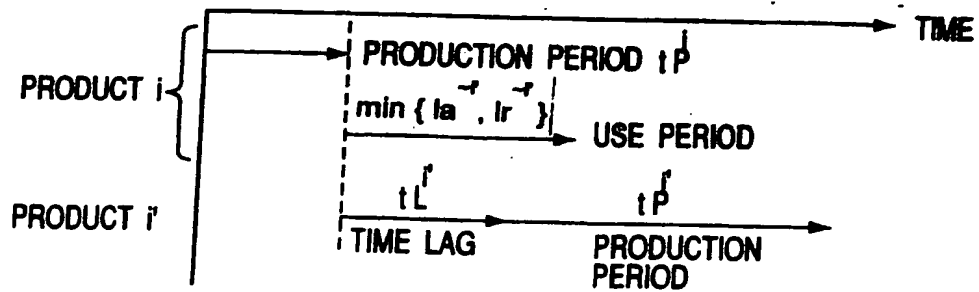 TIME
PRODUCT i
PRODUCTION PERIOD tP^i
min { la^~i', lr^~i' }
USE PERIOD
PRODUCT i'
tL^i'
tP^i'
TIME LAG
PRODUCTION
PERIOD